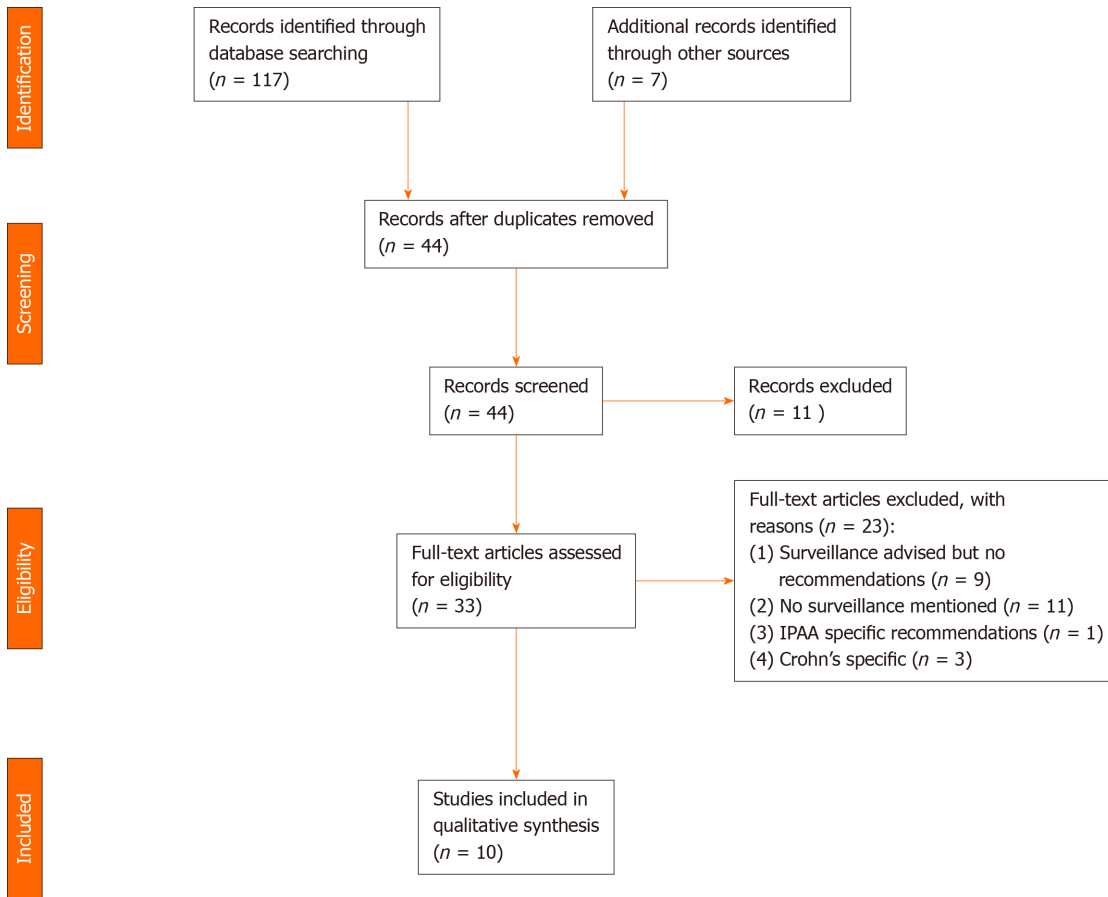 Identification
Records identified through
database searching
(n = 117)
Additional records identified
through other sources
(n = 7)
Screening
Records after duplicates removed
(n = 44)
Records screened
(n = 44)
Records excluded
(n = 11 )
Eligibility
Full-text articles assessed
for eligibility
(n = 33)
Full-text articles excluded, with
reasons (n = 23):
(1) Surveillance advised but no
recommendations (n = 9)
(2) No surveillance mentioned (n = 11)
(3) IPAA specific recommendations (n = 1)
(4) Crohn’s specific (n = 3)
Included
Studies included in
qualitative synthesis
(n = 10)